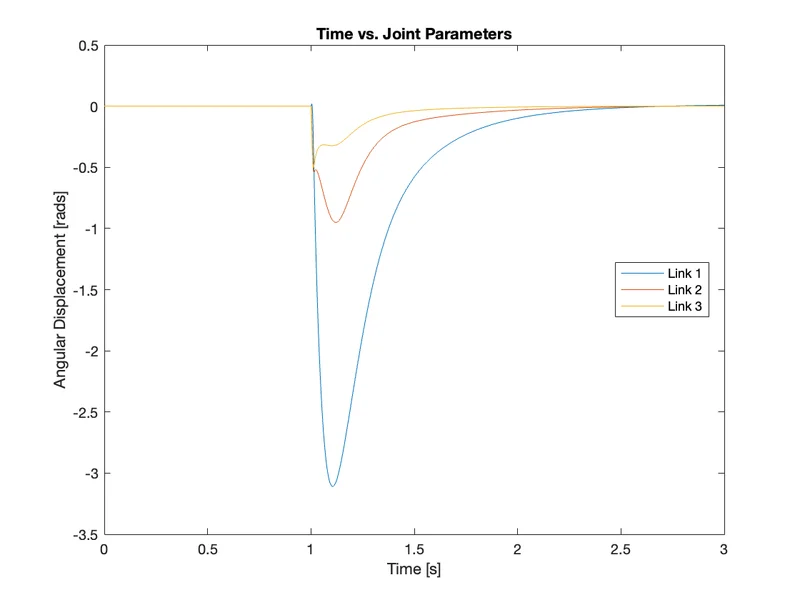 Time vs. Joint Parameters
0.5
0
-0.5
-1
-1.5
-2
-2.5
-3
-3.5
Angular Displacement [rads]
Link 1
Link 2
Link 3
0
0.5
1
1.5
2
2.5
3
Time [s]